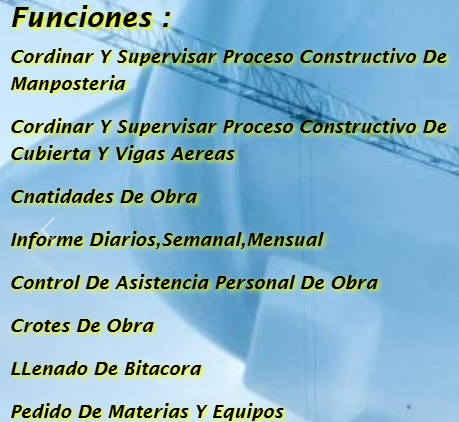 Funciones :
Cordinar Y Supervisar Proceso Constructivo De
Manposteria
Cordinar Y Supervisar Proceso Constructivo De
Cubierta Y Vigas Aereas
Cnatidades De Obra
Informe Diarios,Semanal,Mensual
Control De Asistencia Personal De Obra
Crotes De Obra
LLenado De Bitacora
Pedido De Materias Y Equipos